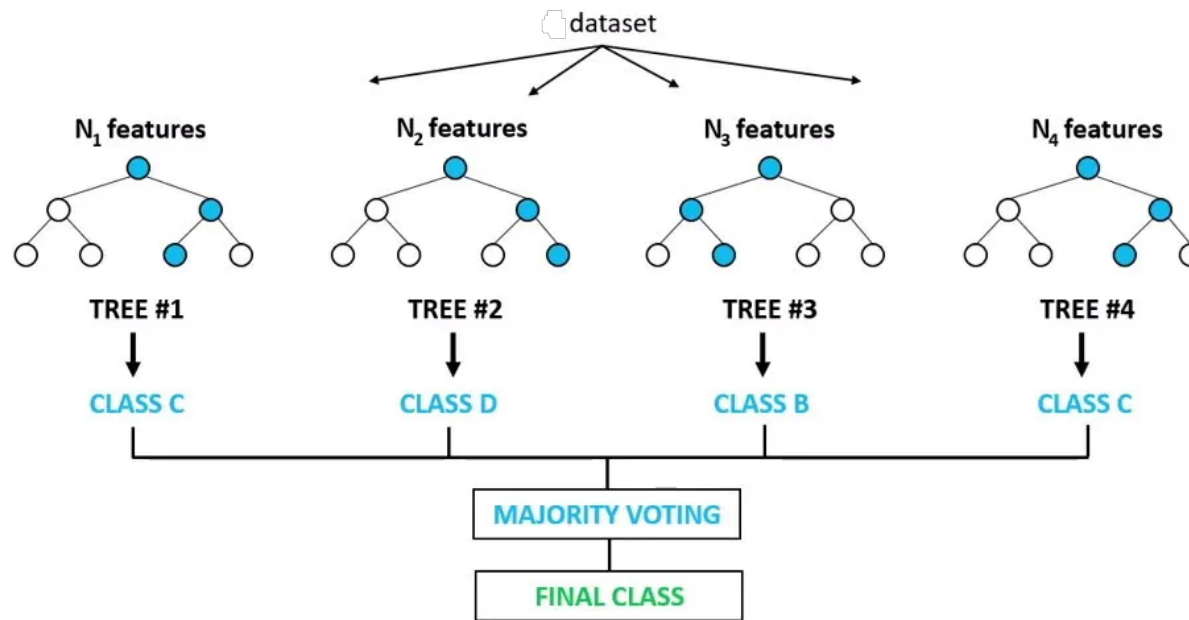 dataset
N₁ features
N₂ features
N₃ features
N₄ features
TREE #1
TREE #2
TREE #3
TREE #4
CLASS C
CLASS D
CLASS B
CLASS C
MAJORITY VOTING
FINAL CLASS